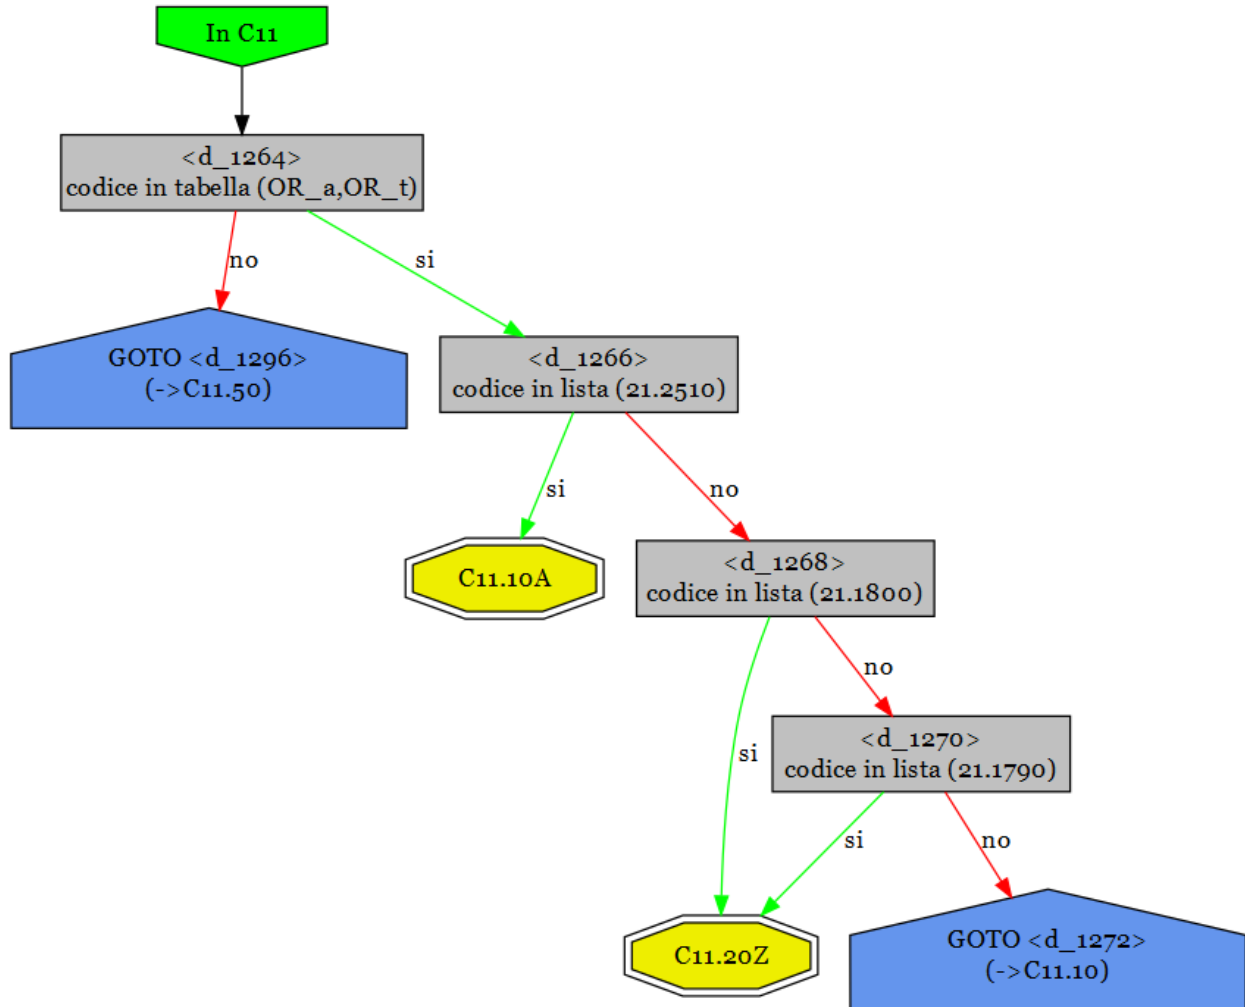 In C11
<d_1264>
codice in tabella (OR_a,OR_t)
no
si
GOTO <d_1296>
(->C11.50)
<d_1266>
codice in lista (21.2510)
si
no
C11.10A
<d_1268>
codice in lista (21.1800)
si
no
<d_1270>
codice in lista (21.1790)
si
no
C11.20Z
GOTO <d_1272>
(->C11.10)